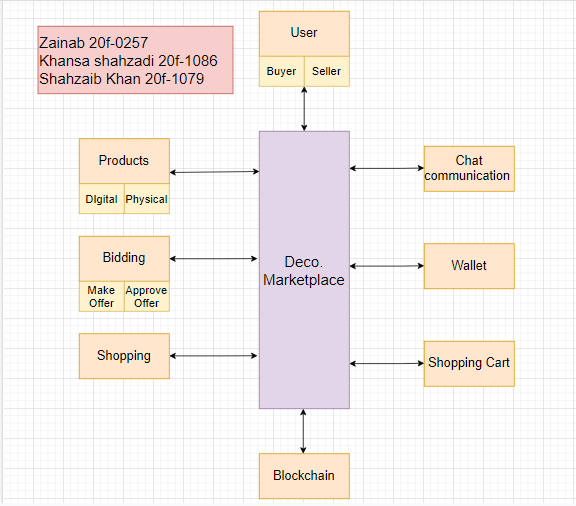 Zainab 20f-0257
Khansa shahzadi 20f-1086
Shahzaib Khan 20f-1079
User
Buyer
Seller
Products
DIgital
Physical
Chat
communication
Bidding
Make
Offer
Approve
Offer
Deco.
Marketplace
Wallet
Shopping
Shopping Cart
Blockchain